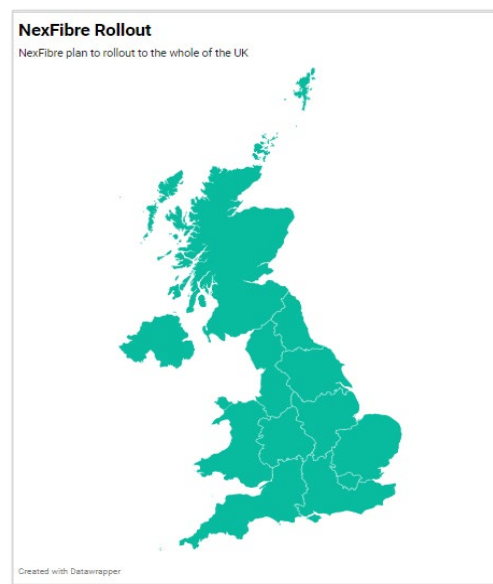 NexFibre Rollout
NexFibre plan to rollout to the whole of the UK
Created with Datawrapper